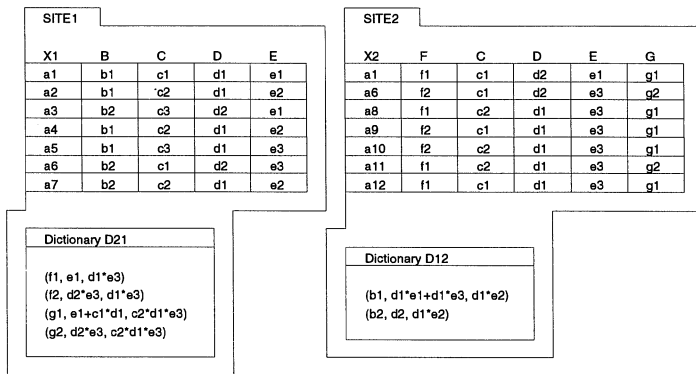 SITE1
X1 B C D E
a1 b1 c1 d1 e1
a2 b1 c2 d1 e2
a3 b2 c3 d2 e1
a4 b1 c2 d1 e2
a5 b1 c3 d1 e3
a6 b2 c1 d2 e3
a7 b2 c2 d1 e2
Dictionary D21
(f1, e1, d1*e3)
(f2, d2*e3, d1*e3)
(g1, e1+c1*d1, c2*d1*e3)
(g2, d2*e3, c2*d1*e3)
SITE2
X2 F C D E G
a1 f1 c1 d2 e1 g1
a6 f2 c1 d1 e3 g2
a8 f1 c2 d1 e3 g1
a9 f2 c1 d1 e3 g1
a10 f2 c2 d1 e3 g1
a11 f1 c2 d1 e3 g2
a12 f1 c1 d1 e3 g1
Dictionary D12
(b1, d1*e1+d1*e3, d1*e2)
(b2, d2, d1*e2)